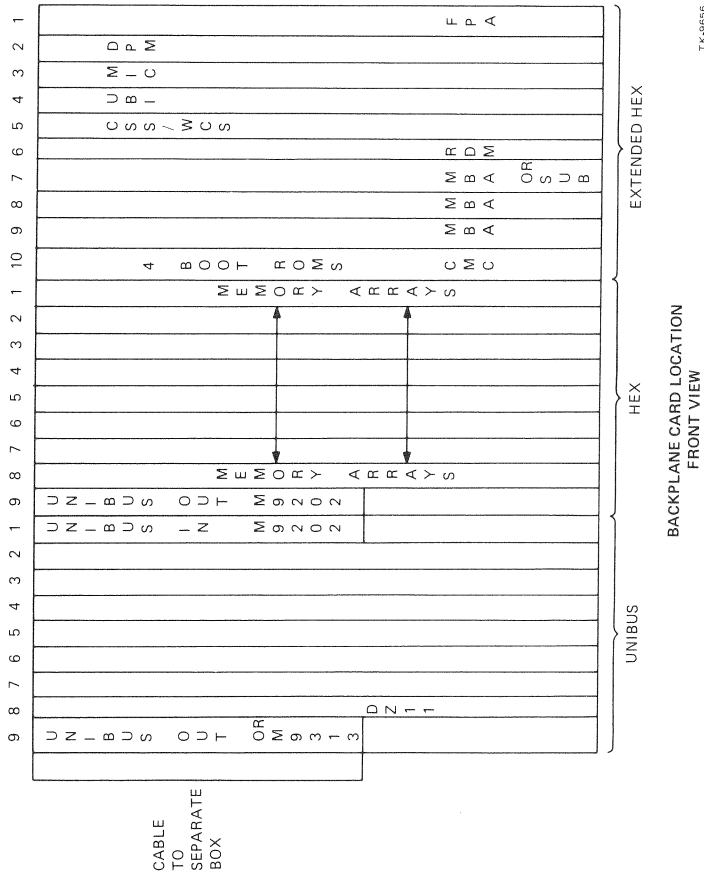 9 8 7 6 5 4 3 2 1 9 8 7 6 5 4 3 2 1 10 9 8 7 6 5 4 3 2 1
UNIBUS OUT OR M9313
DZ11
UNIBUS IN M9202
UNIBUS OUT M9202
MEMORY ARRAYS
MEMORY ARRAYS
4 BOOT ROMS
CMC
MBA
MBA
MBA OR SUB
RDM
CSS/WCS
UBI
MIC
DPM
FPA
CABLE
TO
SEPARATE
BOX
UNIBUS
HEX
EXTENDED HEX
BACKPLANE CARD LOCATION
FRONT VIEW